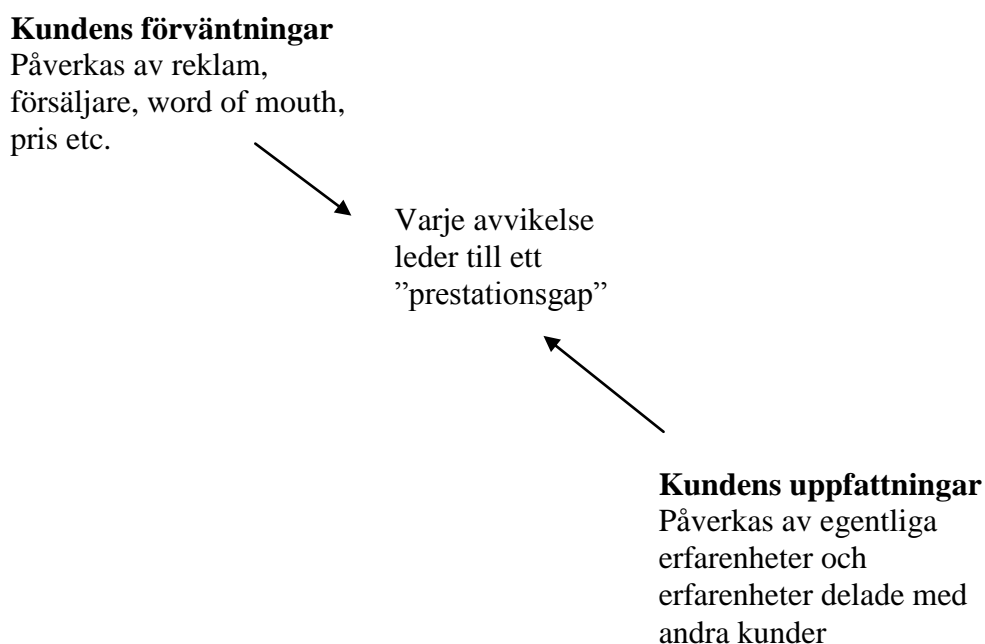 Kundens förväntningar
Påverkas av reklam,
försäljare, word of mouth,
pris etc.
Varje avvikelse
leder till ett
”prestationsgap”
Kundens uppfattningar
Påverkas av egentliga
erfarenheter och
erfarenheter delade med
andra kunder